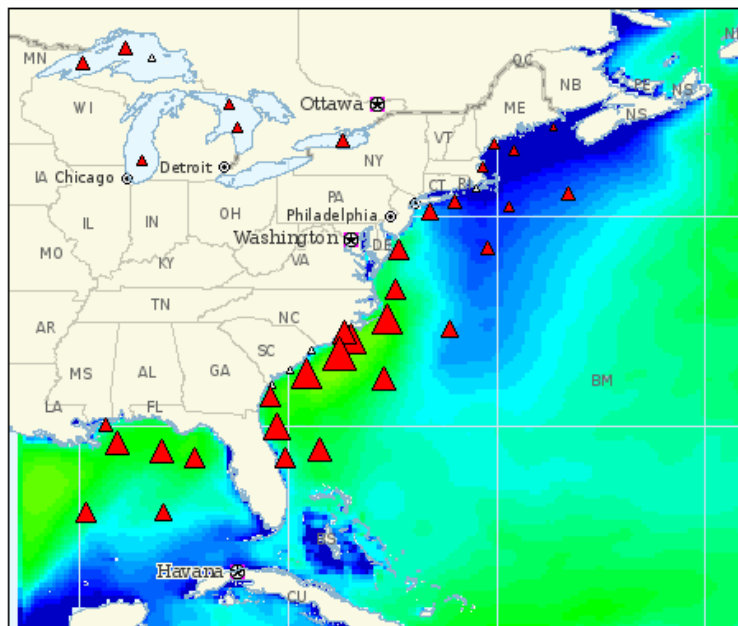 MN
QC
NB
PE
NS
WI
Ottawa
ME
NS
VT
NY
IA Chicago
Detroit
CT
RI
PA
Philadelphia
IL
IN
OH
Washington
DE
MO
VA
KY
TN
NC
AR
SC
MS
AL
GA
BM
LA
FL
BS
Havana
CU